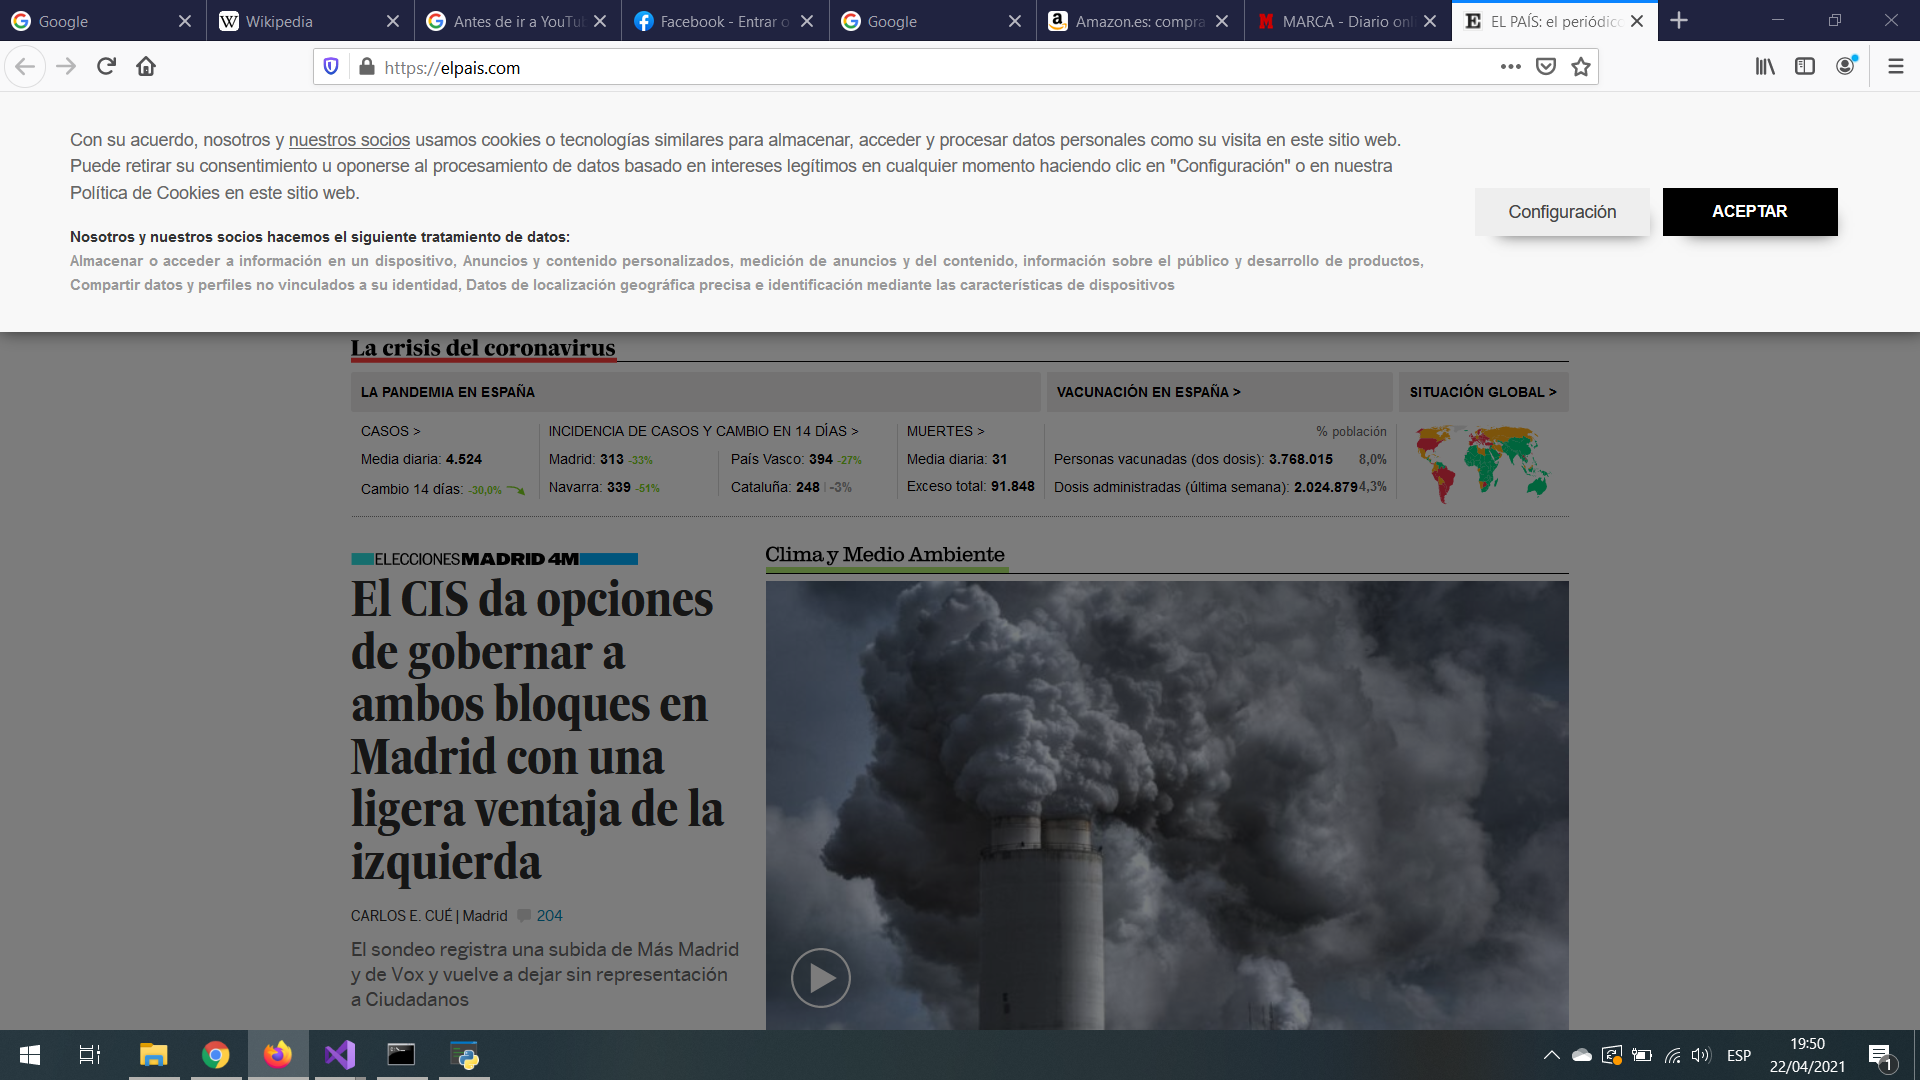 Google
Wikipedia
Antes de ir a YouTub
Facebook - Entrar o
Google
Amazon.es: compra
MARCA - Diario onl
EL PAÍS: el periódico
https://elpais.com
Con su acuerdo, nosotros y nuestros socios usamos cookies o tecnologías similares para almacenar, acceder y procesar datos personales como su visita en este sitio web.
Puede retirar su consentimiento u oponerse al procesamiento de datos basado en intereses legítimos en cualquier momento haciendo clic en "Configuración" o en nuestra
Política de Cookies en este sitio web.
Configuración
ACEPTAR
Nosotros y nuestros socios hacemos el siguiente tratamiento de datos:
Almacenar o acceder a información en un dispositivo, Anuncios y contenido personalizados, medición de anuncios y del contenido, información sobre el público y desarrollo de productos,
Compartir datos y perfiles no vinculados a su identidad, Datos de localización geográfica precisa e identificación mediante las características de dispositivos
La crisis del coronavirus
LA PANDEMIA EN ESPAÑA
VACUNACIÓN EN ESPAÑA >
SITUACIÓN GLOBAL >
CASOS >
Media diaria: 4.524
Cambio 14 días: -30,0%
INCIDENCIA DE CASOS Y CAMBIO EN 14 DÍAS >
Madrid: 313 -33%
País Vasco: 394 -27%
Navarra: 339 -51%
Cataluña: 248 | -3%
MUERTES >
Media diaria: 31
Exceso total: 91.848
% población
Personas vacunadas (dos dosis): 3.768.015 8,0%
Dosis administradas (última semana): 2.024.879 4,3%
ELECCIONES MADRID 4M
El CIS da opciones
de gobernar a
ambos bloques en
Madrid con una
ligera ventaja de la
izquierda
CARLOS E. CUÉ | Madrid 204
El sondeo registra una subida de Más Madrid
y de Vox y vuelve a dejar sin representación
a Ciudadanos
Clima y Medio Ambiente
ESP
19:50
22/04/2021
1